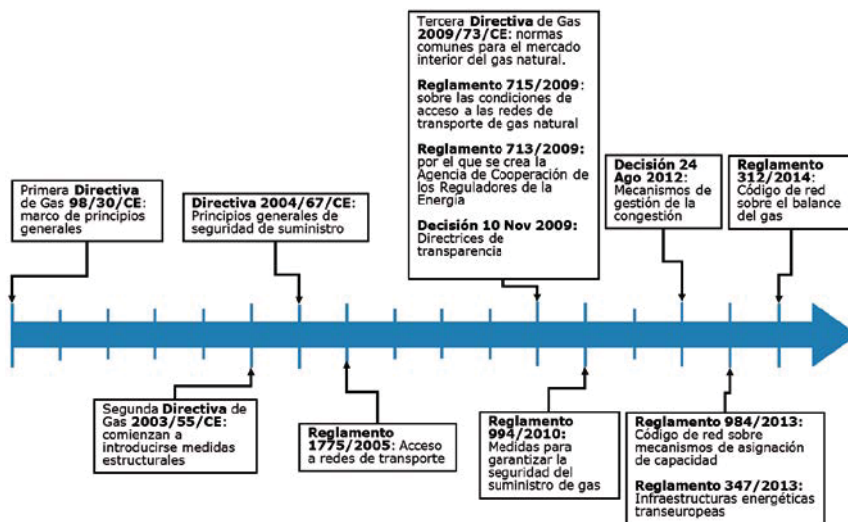 Primera Directiva
de Gas 98/30/CE:
marco de principios
generales
Directiva 2004/67/CE:
Principios generales de
seguridad de suministro
Tercera Directiva de Gas
2009/73/CE: normas
comunes para el mercado
interior del gas natural.
Reglamento 715/2009:
sobre las condiciones de
acceso a las redes de
transporte de gas natural
Reglamento 713/2009:
por el que se crea la
Agencia de Cooperación de
los Reguladores de la
Energía
Decisión 10 Nov 2009:
Directrices de
transparencia
Decisión 24
Ago 2012:
Mecanismos de
gestión de la
congestión
Reglamento
312/2014:
Código de red
sobre el balance
del gas
Segunda Directiva de
Gas 2003/55/CE:
comienzan a
introducirse medidas
estructurales
Reglamento
1775/2005: Acceso
a redes de transporte
Reglamento
994/2010:
Medidas para
garantizar la
seguridad del
suministro de gas
Reglamento 984/2013:
Código de red sobre
mecanismos de asignación
de capacidad
Reglamento 347/2013:
Infraestructuras energéticas
transeuropeas